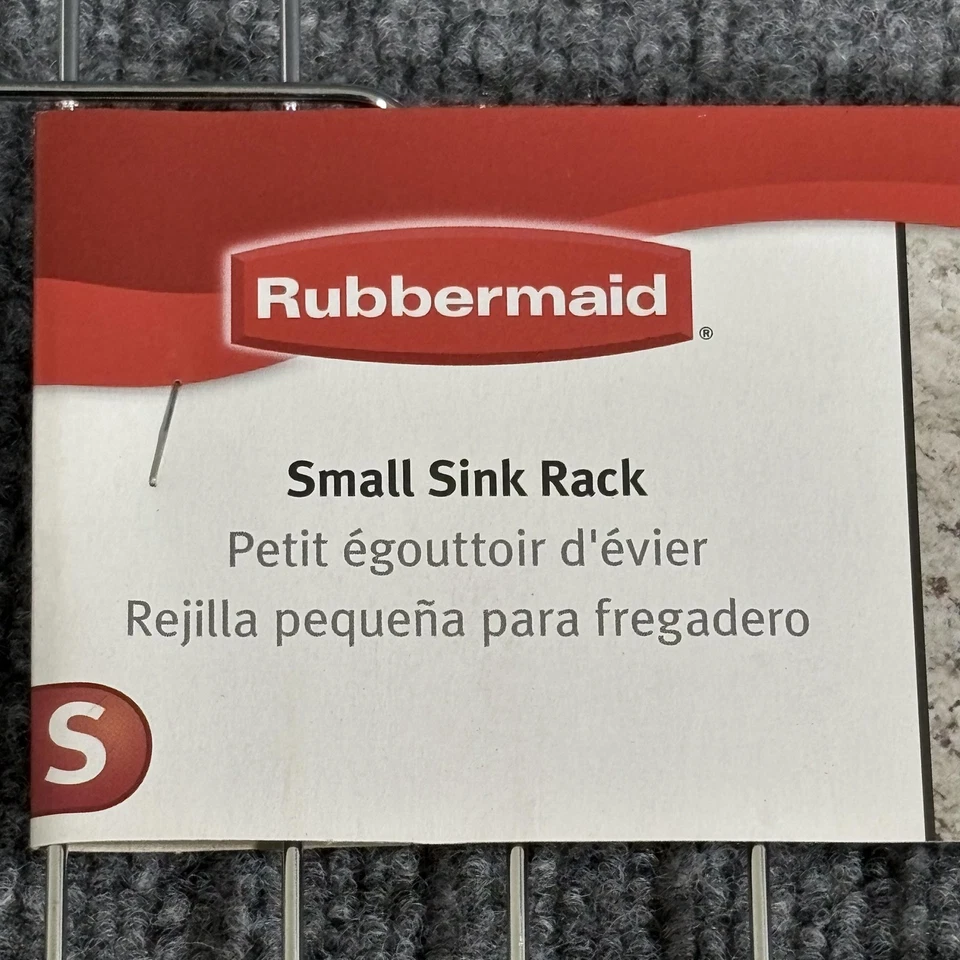 Rubbermaid®
Small Sink Rack
Petit égouttoir d'évier
Rejilla pequeña para fregadero
S